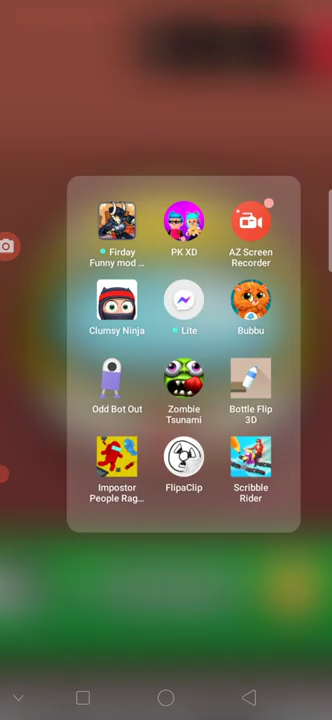 Firday
Funny mod ...
PK XD
AZ Screen
Recorder
Clumsy Ninja
Lite
Bubbu
Odd Bot Out
Zombie
Tsunami
Bottle Flip
3D
Impostor
People Rag...
FlipaClip
Scribble
Rider